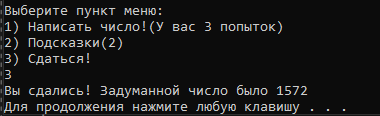 Выберите пункт меню:
1) Написать число!(У вас 3 попыток)
2) Подсказки(2)
3) Сдаться!
3
Вы сдались! Задуманной число было 1572
Для продолжения нажмите любую клавишу . . .